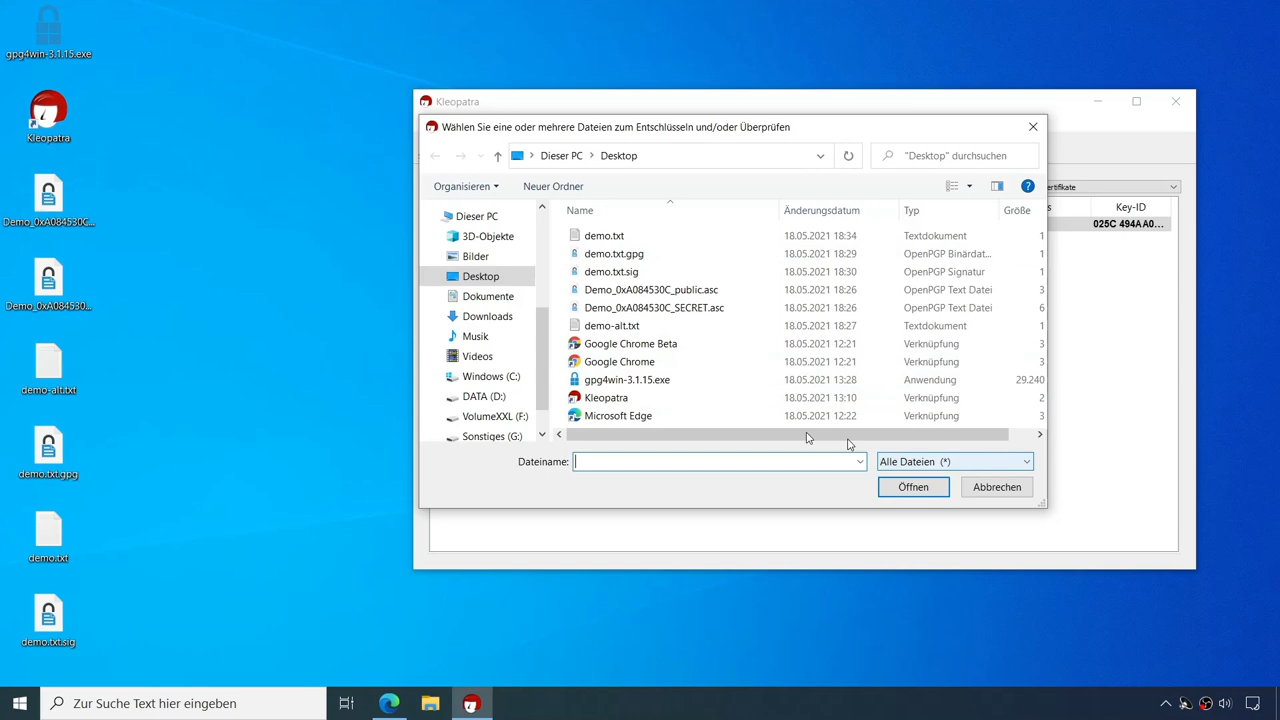 gpg4win-3.1.15.exe
Kleopatra
Demo_0xA084530C...
Demo_0xA08453​0...
demo-alt.txt
demo.txt.gpg
demo.txt
demo.txt.sig
Kleopatra
Wählen Sie eine oder mehrere Dateien zum Entschlüsseln und/oder Überprüfen
Dieser PC > Desktop
"Desktop" durchsuchen
Organisieren
Neuer Ordner
ertifikate
s
Key-ID
025C 494A A0...
Dieser PC
3D-Objekte
Bilder
Desktop
Dokumente
Downloads
Musik
Videos
Windows (C:)
DATA (D:)
VolumeXXL (F:)
Sonstiges (G:)
Name Änderungsdatum Typ Größe
demo.txt 18.05.2021 18:34 Textdokument 1
demo.txt.gpg 18.05.2021 18:29 OpenPGP Binärdat... 1
demo.txt.sig 18.05.2021 18:30 OpenPGP Signatur 1
Demo_0xA084530C_public.asc 18.05.2021 18:26 OpenPGP Text Datei 3
Demo_0xA084530C_SECRET.asc 18.05.2021 18:26 OpenPGP Text Datei 6
demo-alt.txt 18.05.2021 18:27 Textdokument 1
Google Chrome Beta 18.05.2021 12:21 Verknüpfung 3
Google Chrome 18.05.2021 12:21 Verknüpfung 3
gpg4win-3.1.15.exe 18.05.2021 13:28 Anwendung 29.240
Kleopatra 18.05.2021 13:10 Verknüpfung 2
Microsoft Edge 18.05.2021 12:22 Verknüpfung 3
Dateiname:
Alle Dateien (*)
Öffnen
Abbrechen
Zur Suche Text hier eingeben